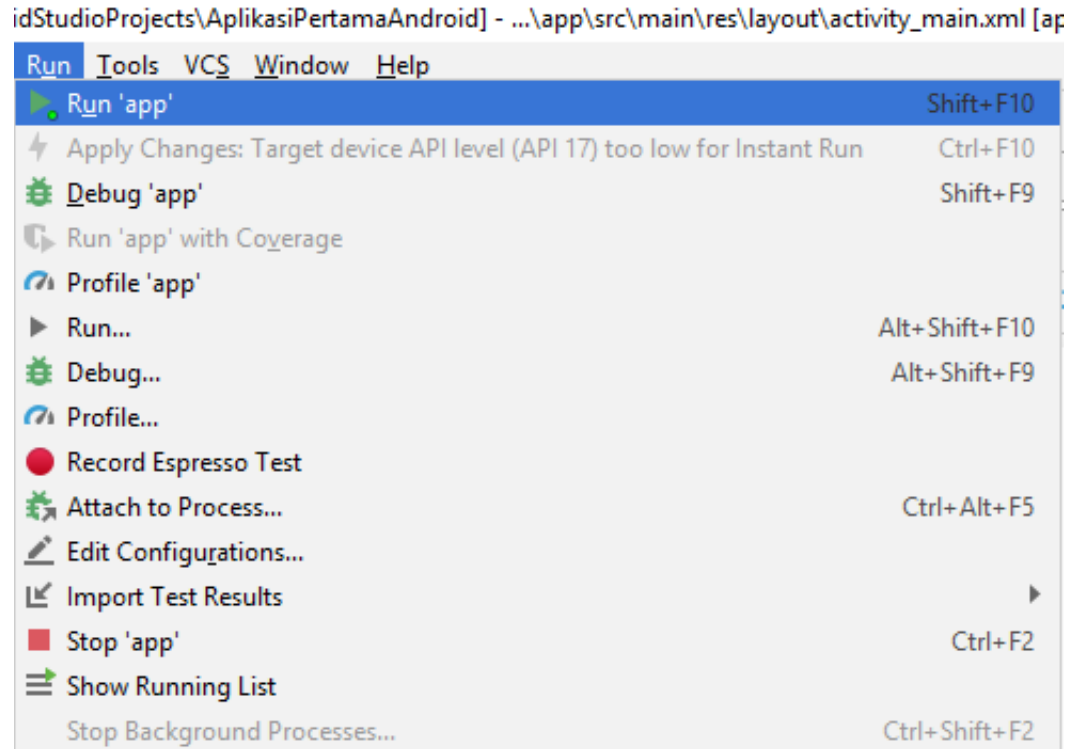 idStudioProjects\AplikasiPertamaAndroid] - ...\app\src\main\res\layout\activity_main.xml [ap
Run Tools VCS Window Help
Run 'app' Shift+F10
Apply Changes: Target device API level (API 17) too low for Instant Run Ctrl+F10
Debug 'app' Shift+F9
Run 'app' with Coverage
Profile 'app'
Run... Alt+Shift+F10
Debug... Alt+Shift+F9
Profile...
Record Espresso Test
Attach to Process... Ctrl+Alt+F5
Edit Configurations...
Import Test Results
Stop 'app' Ctrl+F2
Show Running List
Stop Background Processes... Ctrl+Shift+F2